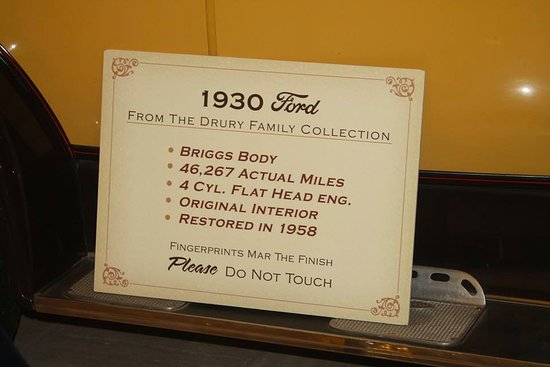 1930 Ford
FROM THE DRURY FAMILY COLLECTION
• BRIGGS BODY
• 46,267 ACTUAL MILES
• 4 CYL. FLAT HEAD ENG.
• ORIGINAL INTERIOR
• RESTORED IN 1958
FINGERPRINTS MAR THE FINISH
Please DO NOT TOUCH